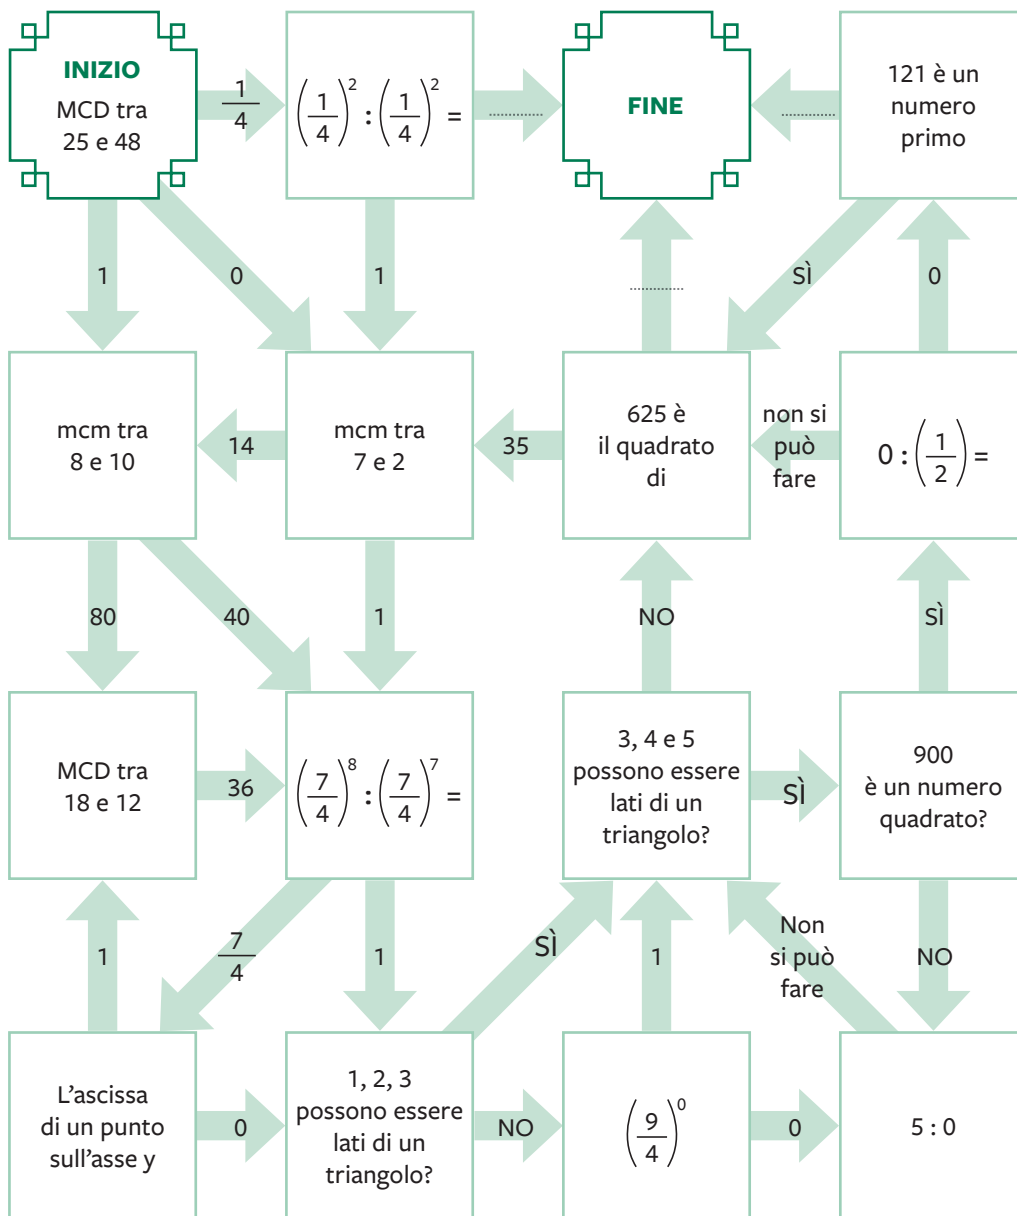 INIZIO
MCD tra
25 e 48
1/4
(1/4)² : (1/4)² =
...............
FINE
...............
121 è un
numero
primo
1
0
1
...............
SÌ
0
mcm tra
8 e 10
14
mcm tra
7 e 2
35
625 è
il quadrato
di
non si
può
fare
0 : (1/2) =
80
40
1
NO
SÌ
MCD tra
18 e 12
36
(7/4)⁸ : (7/4)⁷ =
3, 4 e 5
possono essere
lati di un
triangolo?
SÌ
900
è un numero
quadrato?
1
7/4
1
SÌ
1
Non
si può
fare
NO
L'ascissa
di un punto
sull'asse y
0
1, 2, 3
possono essere
lati di un
triangolo?
NO
(9/4)⁰
0
5 : 0